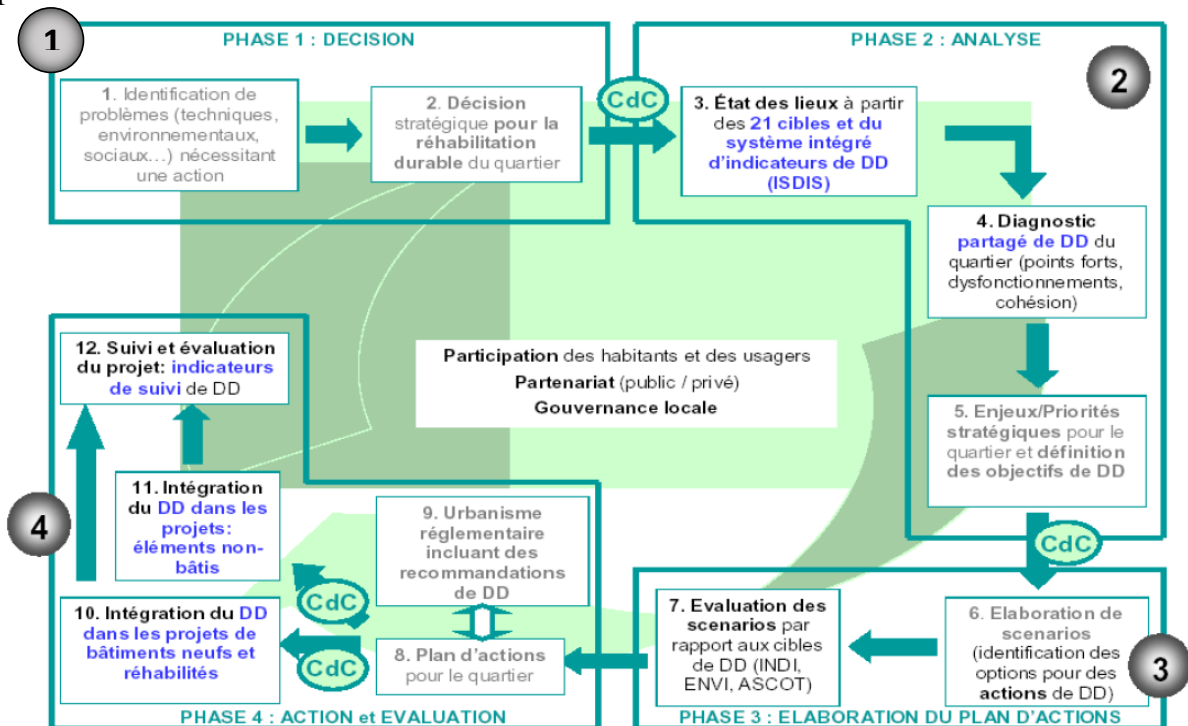 1
PHASE 1 : DECISION
1. Identification de
problèmes (techniques,
environnementaux,
sociaux...) nécessitant
une action
2. Décision
stratégique pour la
réhabilitation
durable du quartier
CdC
PHASE 2 : ANALYSE
2
3. État des lieux à partir
des 21 cibles et du
système intégré
d'indicateurs de DD
(ISDIS)
4. Diagnostic
partagé de DD du
quartier (points forts,
dysfonctionnements,
cohésion)
5. Enjeux/Priorités
stratégiques pour le
quartier et définition
des objectifs de DD
CdC
Participation des habitants et des usagers
Partenariat (public / privé)
Gouvernance locale
6. Elaboration de
scenarios
(identification des
options pour des
actions de DD)
3
7. Evaluation des
scenarios par
rapport aux cibles
de DD (INDI,
ENVI, ASCOT)
PHASE 3 : ELABORATION DU PLAN D'ACTIONS
8. Plan d'actions
pour le quartier
9. Urbanisme
réglementaire
incluant des
recommandations
de DD
CdC
CdC
10. Intégration du DD
dans les projets de
bâtiments neufs et
réhabilités
11. Intégration
du DD dans les
projets:
éléments non-
bâtis
12. Suivi et évaluation
du projet: indicateurs
de suivi de DD
4
PHASE 4 : ACTION et EVALUATION